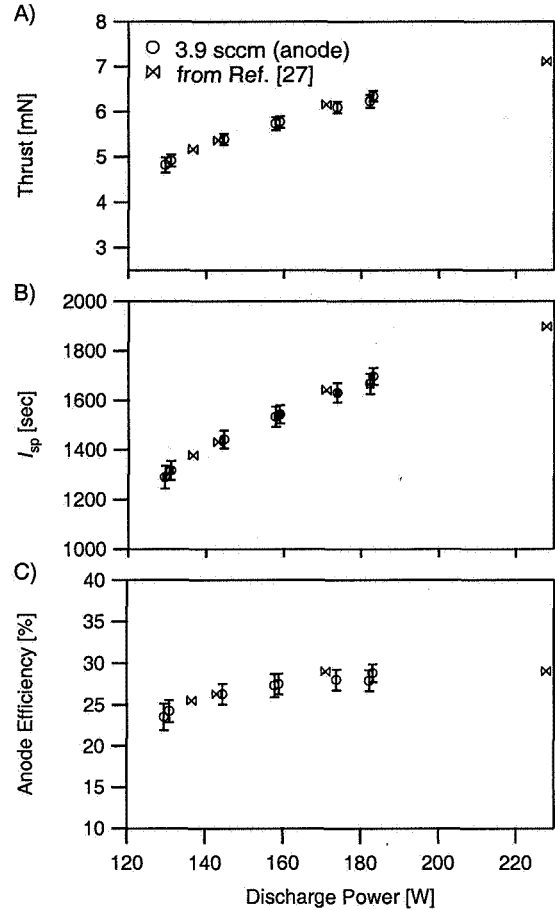 A)
8
7
6
5
4
3
Thrust [mN]
3.9 sccm (anode)
from Ref. [27]
B)
2000
1800
1600
1400
1200
1000
Isp [sec]
C)
40
35
30
25
20
15
10
Anode Efficiency [%]
120 140 160 180 200 220
Discharge Power [W]